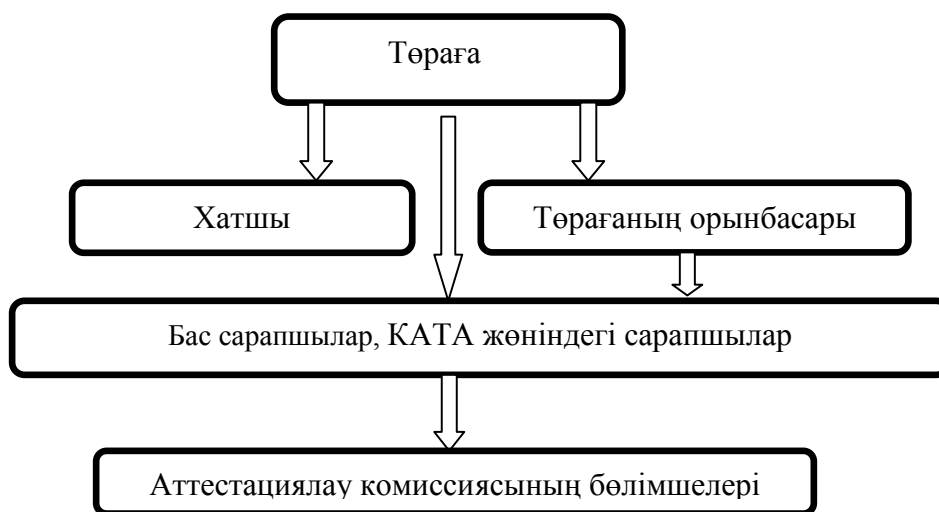 Төраға
Хатшы
Төрағаның орынбасары
Бас сарапшылар, КАТА жөніндегі сарапшылар
Аттестациялау комиссиясының бөлімшелері